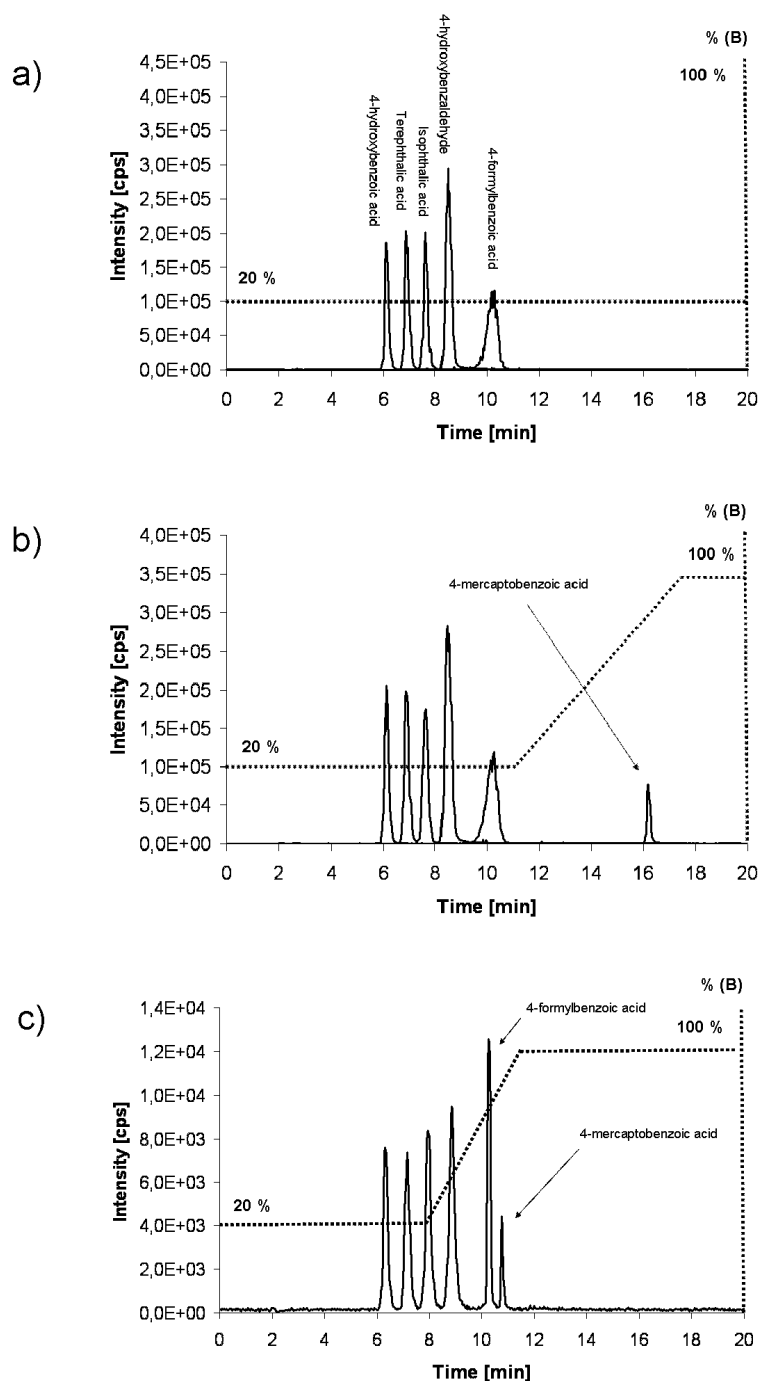 a)
% (B)
100 %
4,5E+05
4,0E+05
3,5E+05
3,0E+05
2,5E+05
2,0E+05
1,5E+05
1,0E+05
5,0E+04
0,0E+00
Intensity [cps]
20 %
4-hydroxybenzoic acid
Terephthalic acid
Isophthalic acid
4-hydroxybenzaldehyde
4-formylbenzoic acid
0 2 4 6 8 10 12 14 16 18 20
Time [min]
b)
% (B)
100 %
4,0E+05
3,5E+05
3,0E+05
2,5E+05
2,0E+05
1,5E+05
1,0E+05
5,0E+04
0,0E+00
Intensity [cps]
20 %
4-mercaptobenzoic acid
0 2 4 6 8 10 12 14 16 18 20
Time [min]
c)
% (B)
100 %
1,4E+04
1,2E+04
1,0E+04
8,0E+03
6,0E+03
4,0E+03
2,0E+03
0,0E+00
Intensity [cps]
20 %
4-formylbenzoic acid
4-mercaptobenzoic acid
0 2 4 6 8 10 12 14 16 18 20
Time [min]